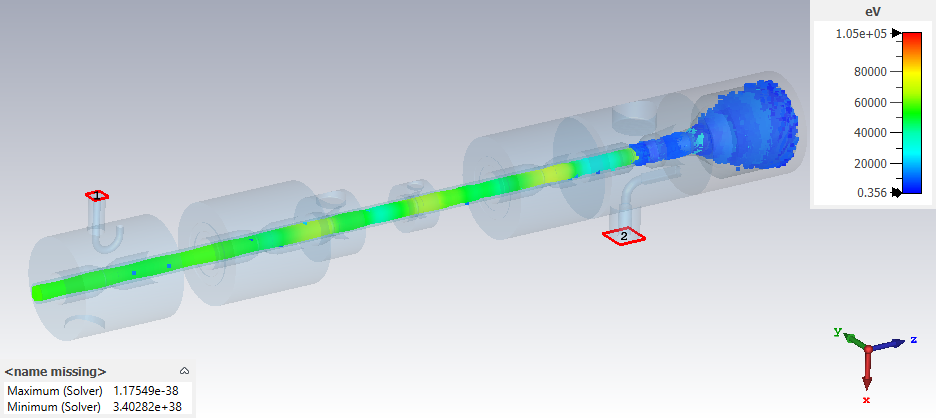 eV
1.05e+05
80000
60000
40000
20000
0.356
1
2
y
z
x
<name missing>
Maximum (Solver) 1.17549e-38
Minimum (Solver) 3.40282e+38